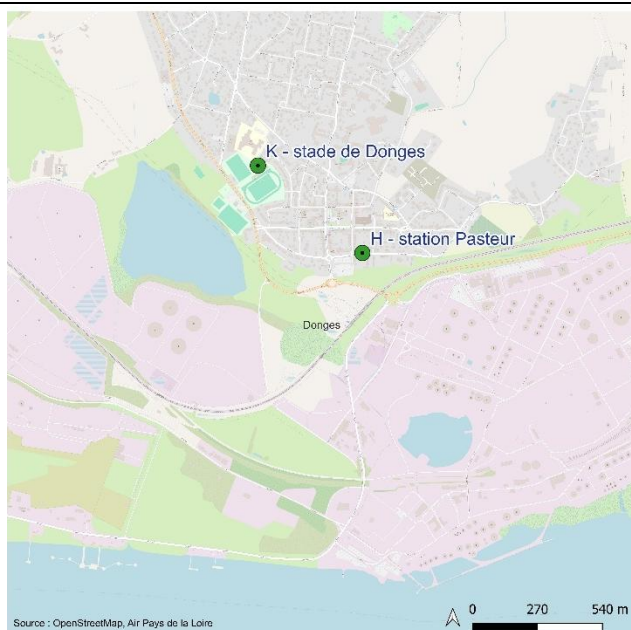 K - stade de Donges
H - station Pasteur
Donges
0 270 540 m
Source : OpenStreetMap, Air Pays de la Loire